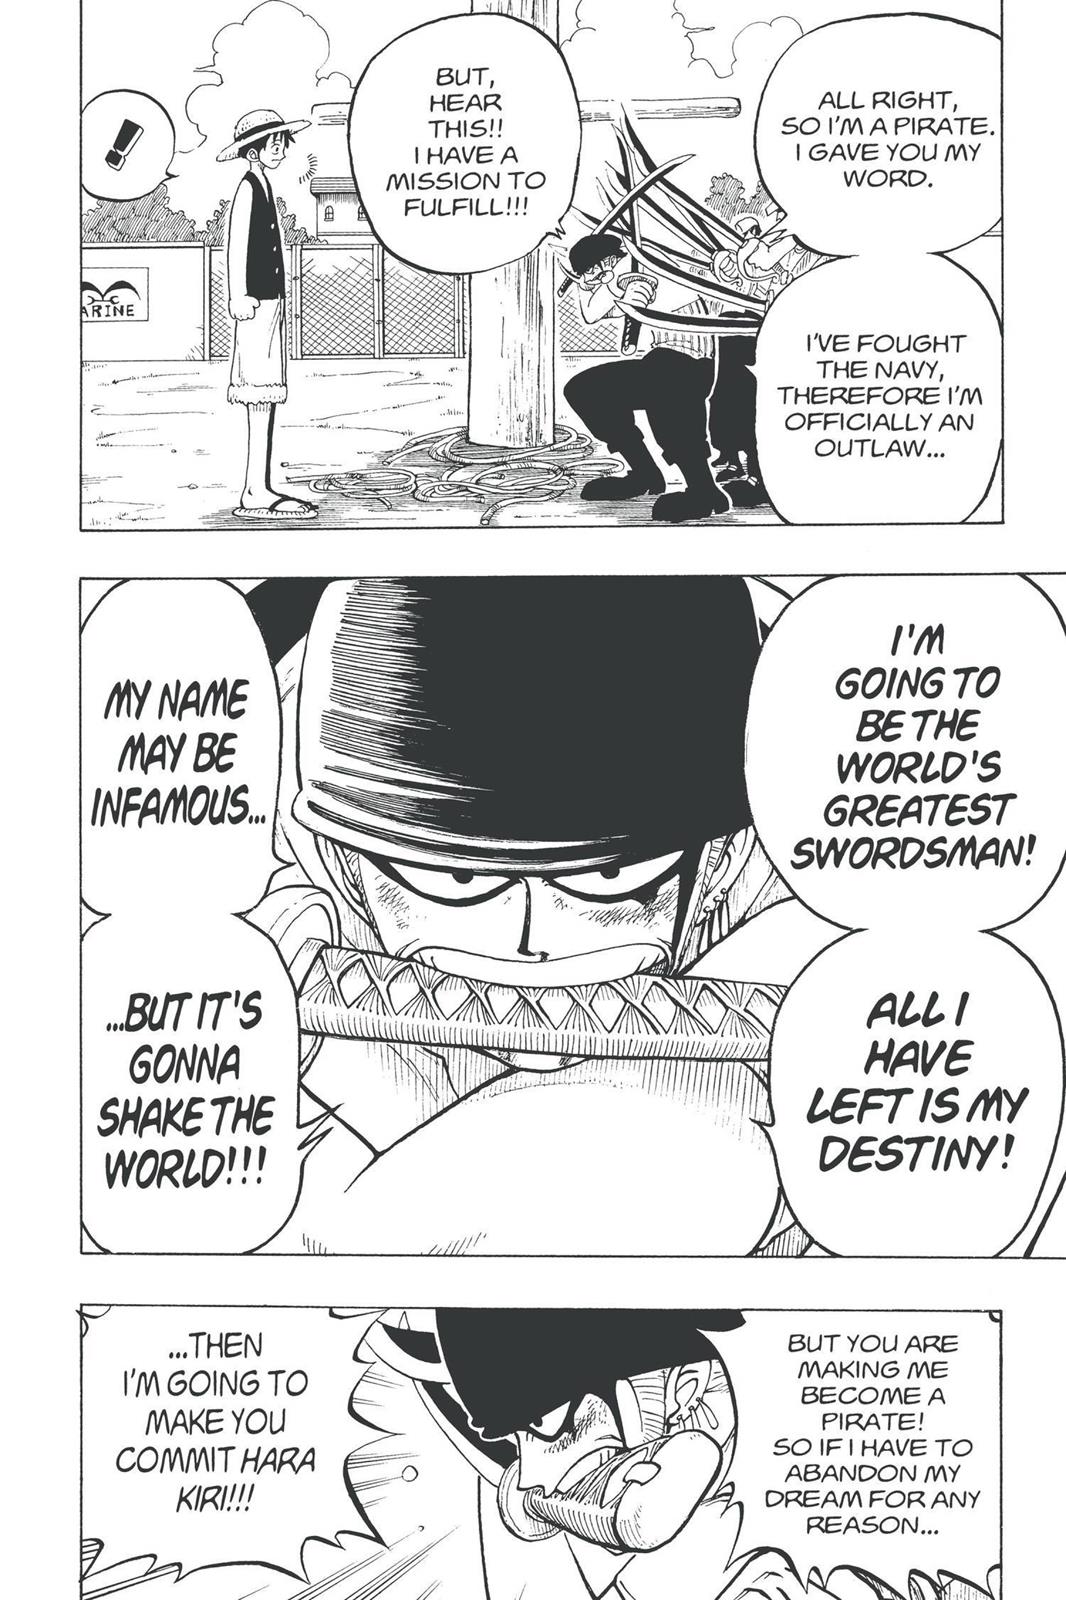 ALL RIGHT,
SO I'M A PIRATE.
I GAVE YOU MY
WORD.
I'VE FOUGHT
THE NAVY,
THEREFORE I'M
OFFICIALLY AN
OUTLAW...
BUT,
HEAR
THIS!!
I HAVE A
MISSION TO
FULFILL!!!
!
ARINE
I'M
GOING TO
BE THE
WORLD'S
GREATEST
SWORDSMAN!
ALL I
HAVE
LEFT IS MY
DESTINY!
MY NAME
MAY BE
INFAMOUS...
...BUT IT'S
GONNA
SHAKE THE
WORLD!!!
BUT YOU ARE
MAKING ME
BECOME A
PIRATE!
SO IF I HAVE TO
ABANDON MY
DREAM FOR ANY
REASON...
...THEN
I'M GOING TO
MAKE YOU
COMMIT HARA
KIRI!!!